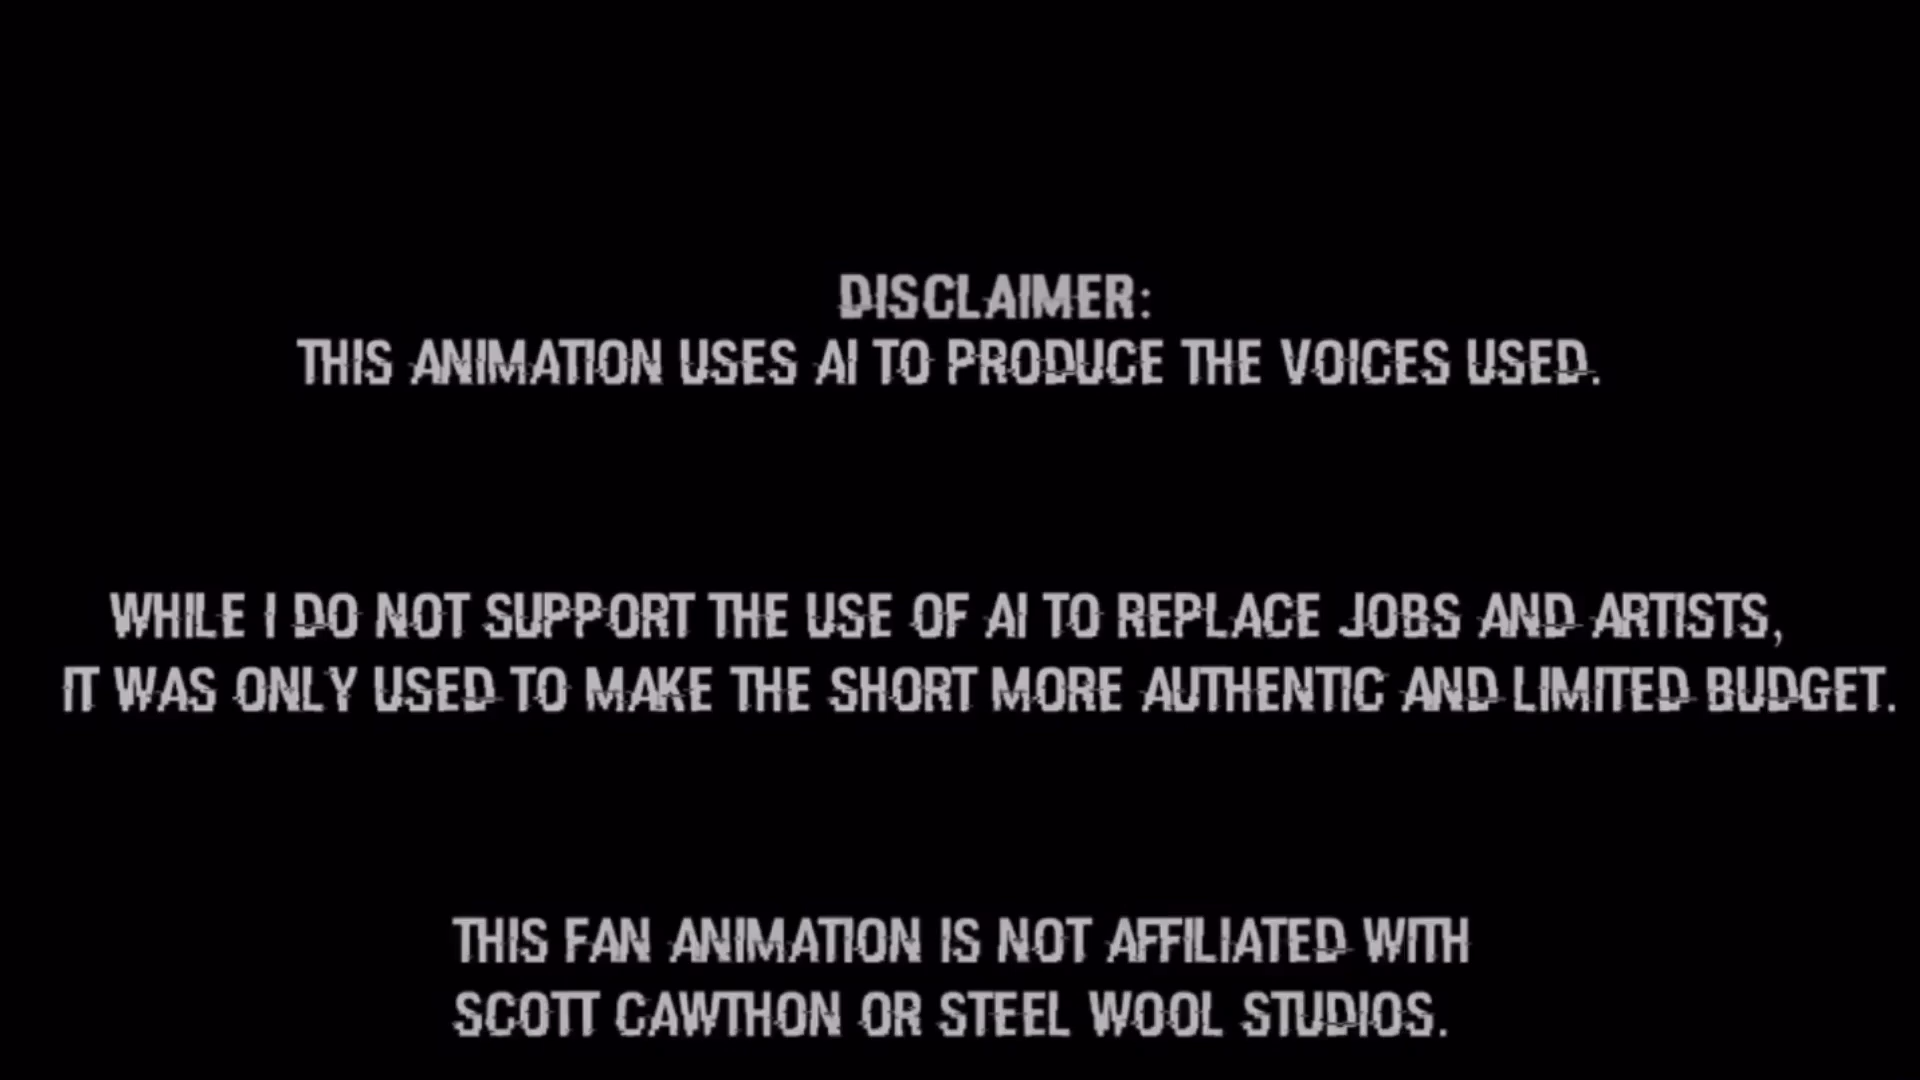 DISCLAIMER:
THIS ANIMATION USES AI TO PRODUCE THE VOICES USED.
WHILE I DO NOT SUPPORT THE USE OF AI TO REPLACE JOBS AND ARTISTS,
IT WAS ONLY USED TO MAKE THE SHORT MORE AUTHENTIC AND LIMITED BUDGET.
THIS FAN ANIMATION IS NOT AFFILIATED WITH
SCOTT CAWTHON OR STEEL WOOL STUDIOS.